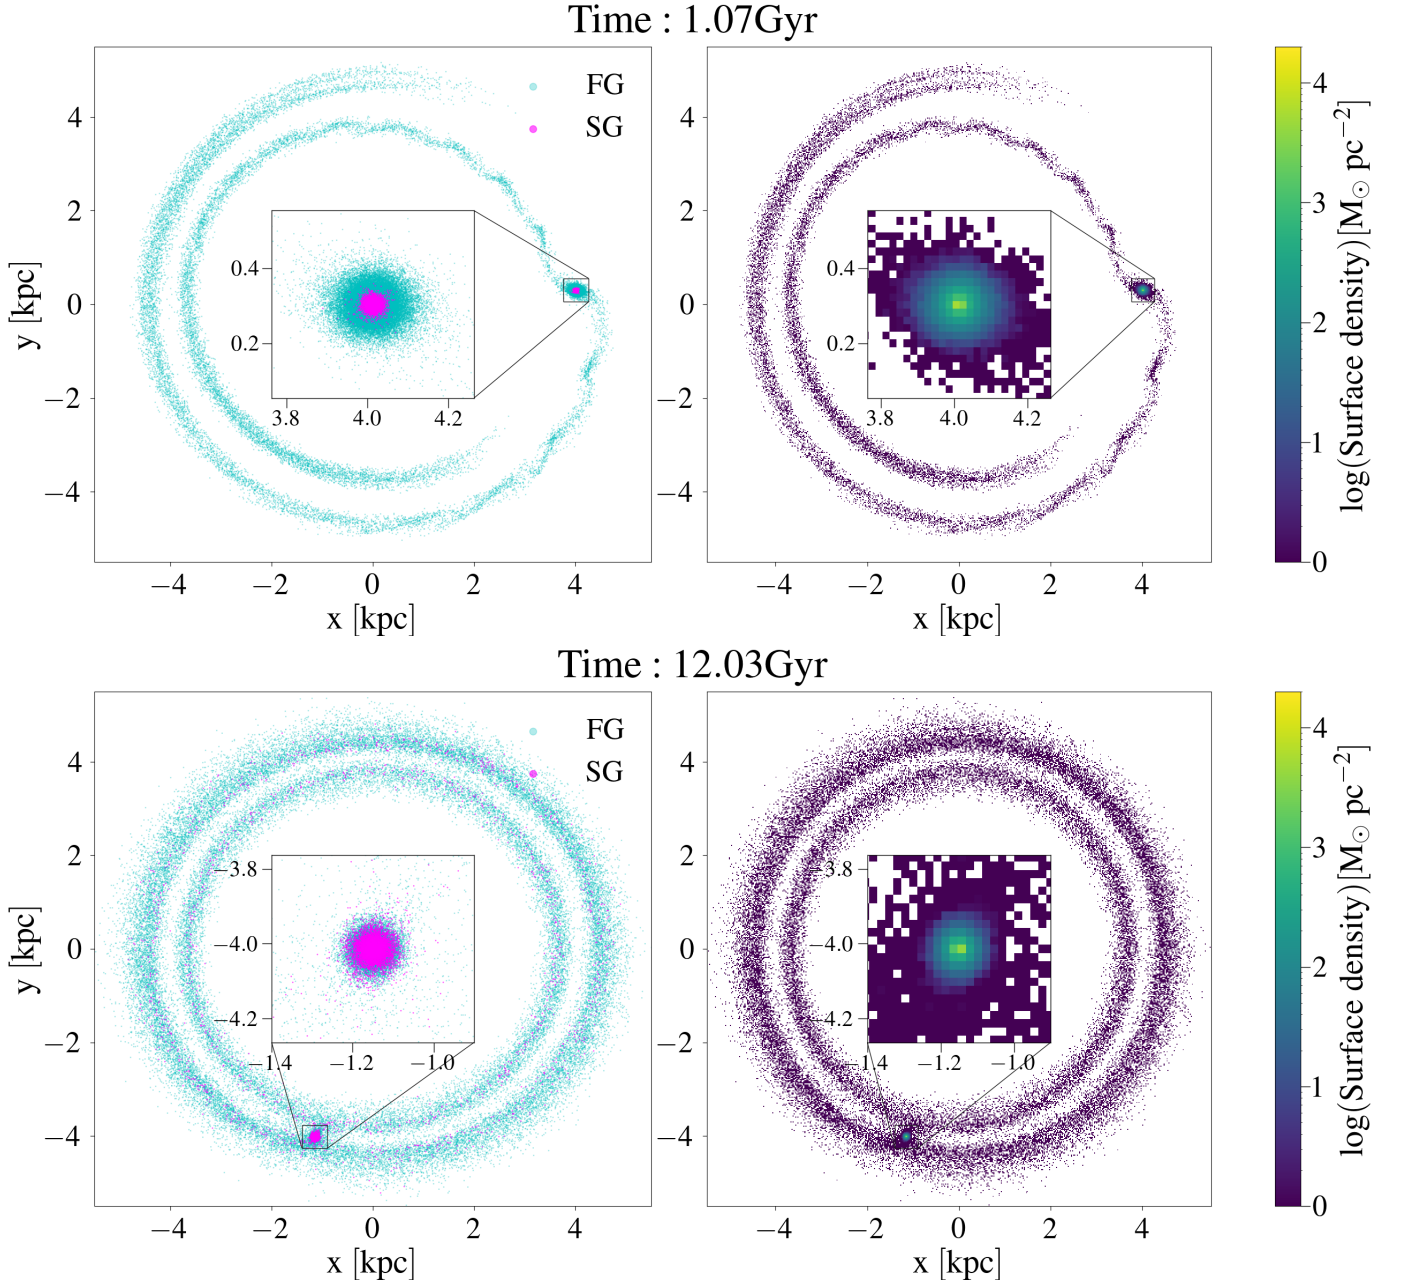 Time : 1.07Gyr
FG
SG
y [kpc]
4
2
0
−2
−4
0.4
0.2
3.8 4.0 4.2
−4 −2 0 2 4
x [kpc]
4
2
0
−2
−4
0.4
0.2
3.8 4.0 4.2
−4 −2 0 2 4
x [kpc]
4
3
2
1
0
log(Surface density)[M⊙ pc⁻²]
Time : 12.03Gyr
FG
SG
y [kpc]
4
2
0
−2
−4
−3.8
−4.0
−4.2
−1.4 −1.2 −1.0
−4 −2 0 2 4
x [kpc]
4
2
0
−2
−4
−3.8
−4.0
−4.2
−1.4 −1.2 −1.0
−4 −2 0 2 4
x [kpc]
4
3
2
1
0
log(Surface density)[M⊙ pc⁻²]